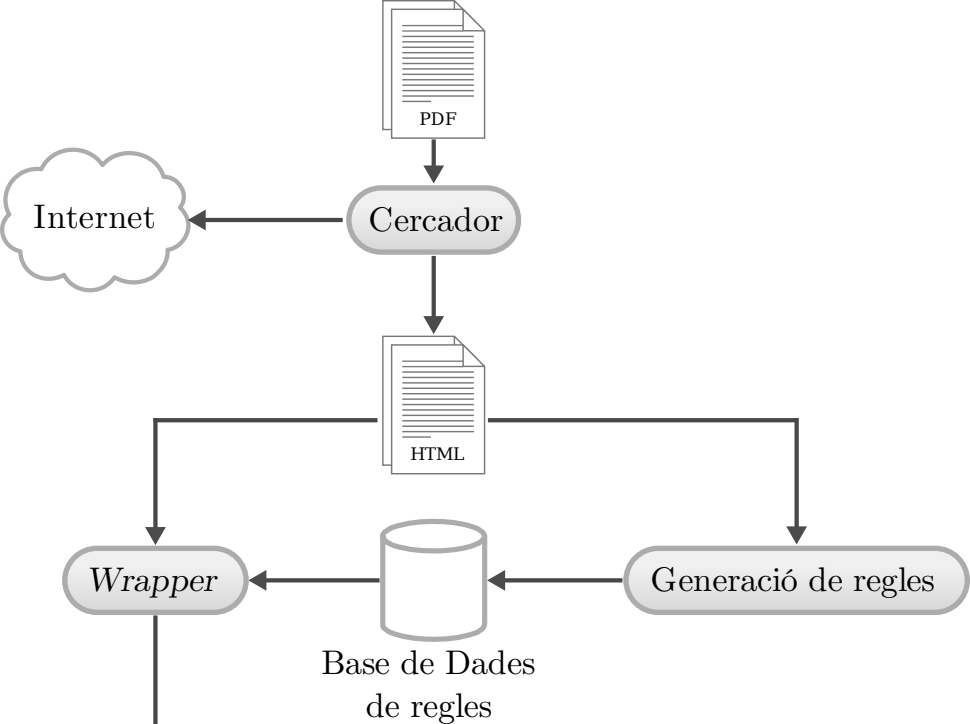 PDF
Internet
Cercador
HTML
Wrapper
Generació de regles
Base de Dades
de regles